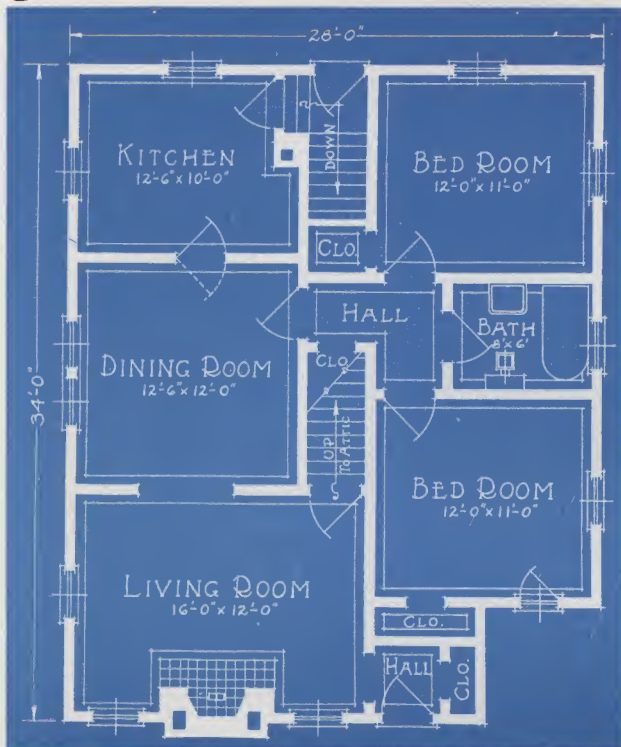 28'-0"
34'-0"
KITCHEN
12'-6" x 10'-0"
DOWN
BED ROOM
12'-0" x 11'-0"
CLO.
HALL
BATH
8' x 6'
DINING ROOM
12'-6" x 12'-0"
CLO.
UP
TO ATTIC
BED ROOM
12'-0" x 11'-0"
LIVING ROOM
16'-0" x 12'-0"
CLO.
HALL
CLO.